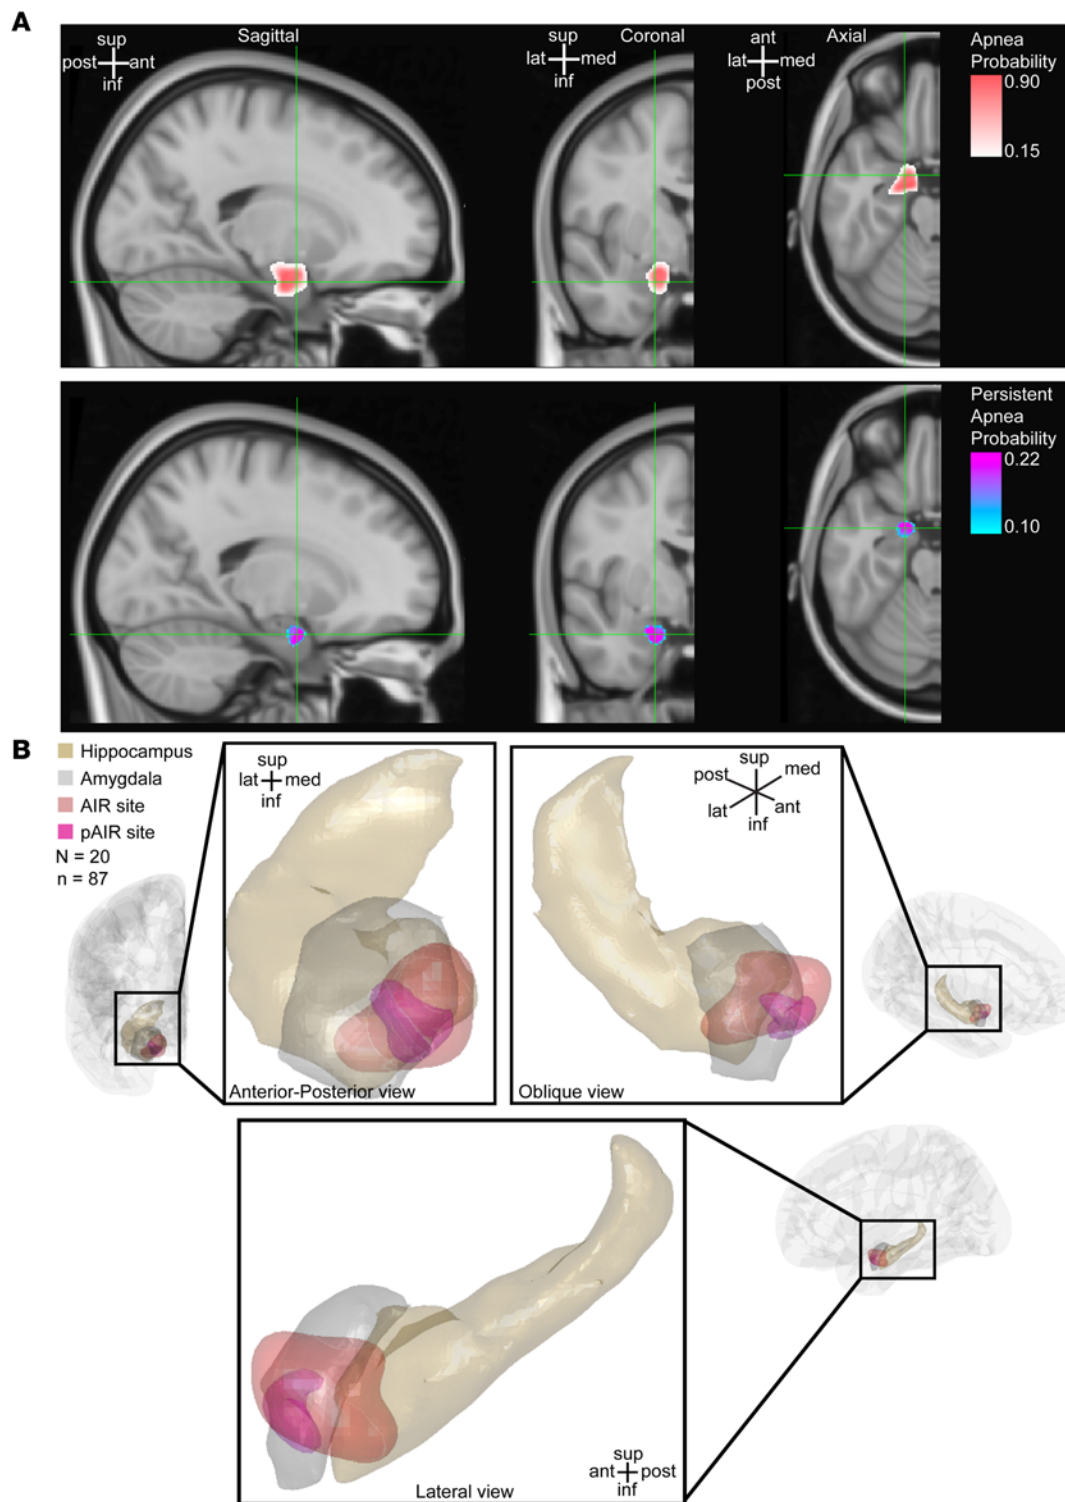 A
sup
post ant
inf
Sagittal
sup
lat med
inf
Coronal
ant
lat med
post
Axial
Apnea
Probability
0.90
0.15
Persistent
Apnea
Probability
0.22
0.10
B
Hippocampus
Amygdala
AIR site
pAIR site
N = 20
n = 87
sup
lat med
inf
Anterior-Posterior view
sup
post med
lat ant
inf
Oblique view
Lateral view
sup
ant post
inf